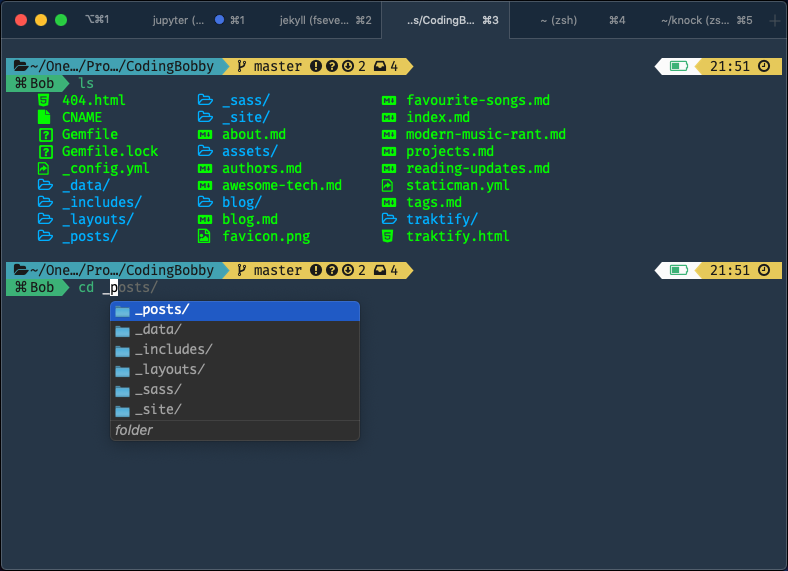 ⌥⌘1 jupyter (... ⌘1 jekyll (fseve... ⌘2 ..s/CodingB... ⌘3 ~ (zsh) ⌘4 ~/knock (zs... ⌘5 +
~/One…/Pro…/CodingBobby master ! ? 2 4 21:51
⌘ Bob ls
404.html _sass/ favourite-songs.md
CNAME _site/ index.md
Gemfile about.md modern-music-rant.md
Gemfile.lock assets/ projects.md
_config.yml authors.md reading-updates.md
_data/ awesome-tech.md staticman.yml
_includes/ blog/ tags.md
_layouts/ blog.md traktify/
_posts/ favicon.png traktify.html
~/One…/Pro…/CodingBobby master ! ? 2 4 21:51
⌘ Bob cd _posts/
_posts/
_data/
_includes/
_layouts/
_sass/
_site/
folder